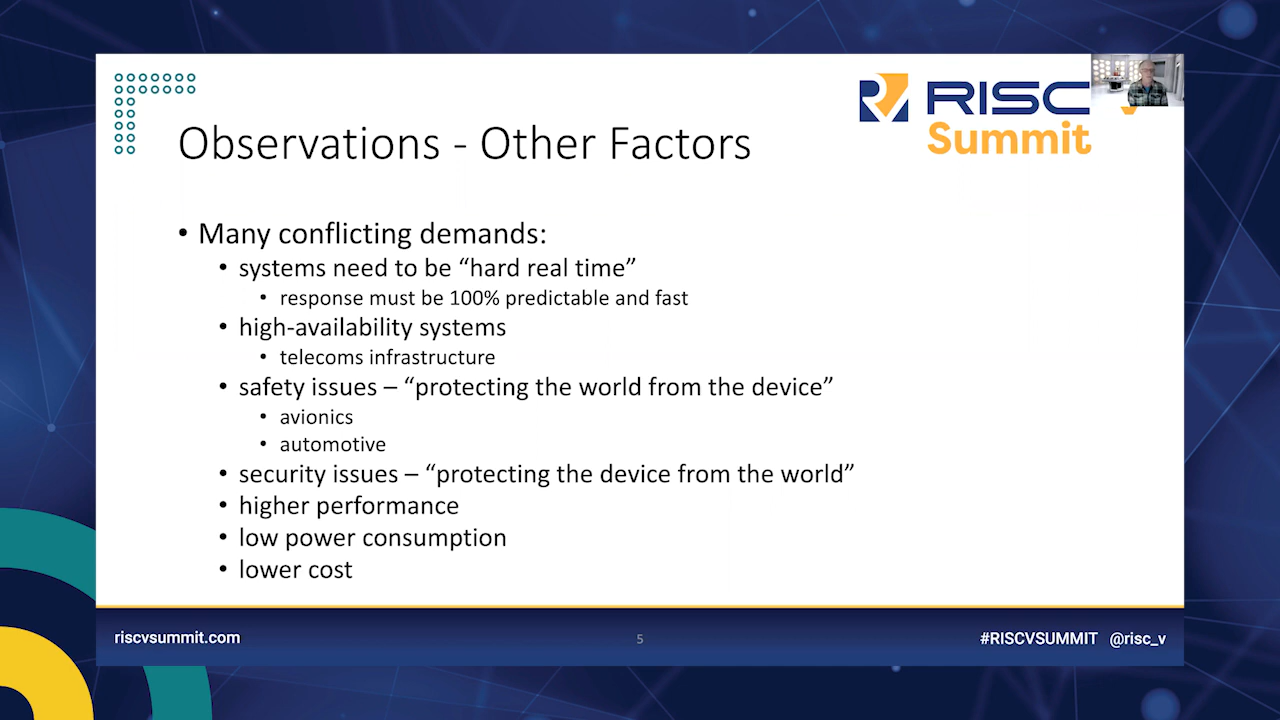 RISC
Summit
Observations - Other Factors
• Many conflicting demands:
• systems need to be “hard real time”
• response must be 100% predictable and fast
• high-availability systems
• telecoms infrastructure
• safety issues – “protecting the world from the device”
• avionics
• automotive
• security issues – “protecting the device from the world”
• higher performance
• low power consumption
• lower cost
riscvsummit.com
5
#RISCVSUMMIT @risc_v